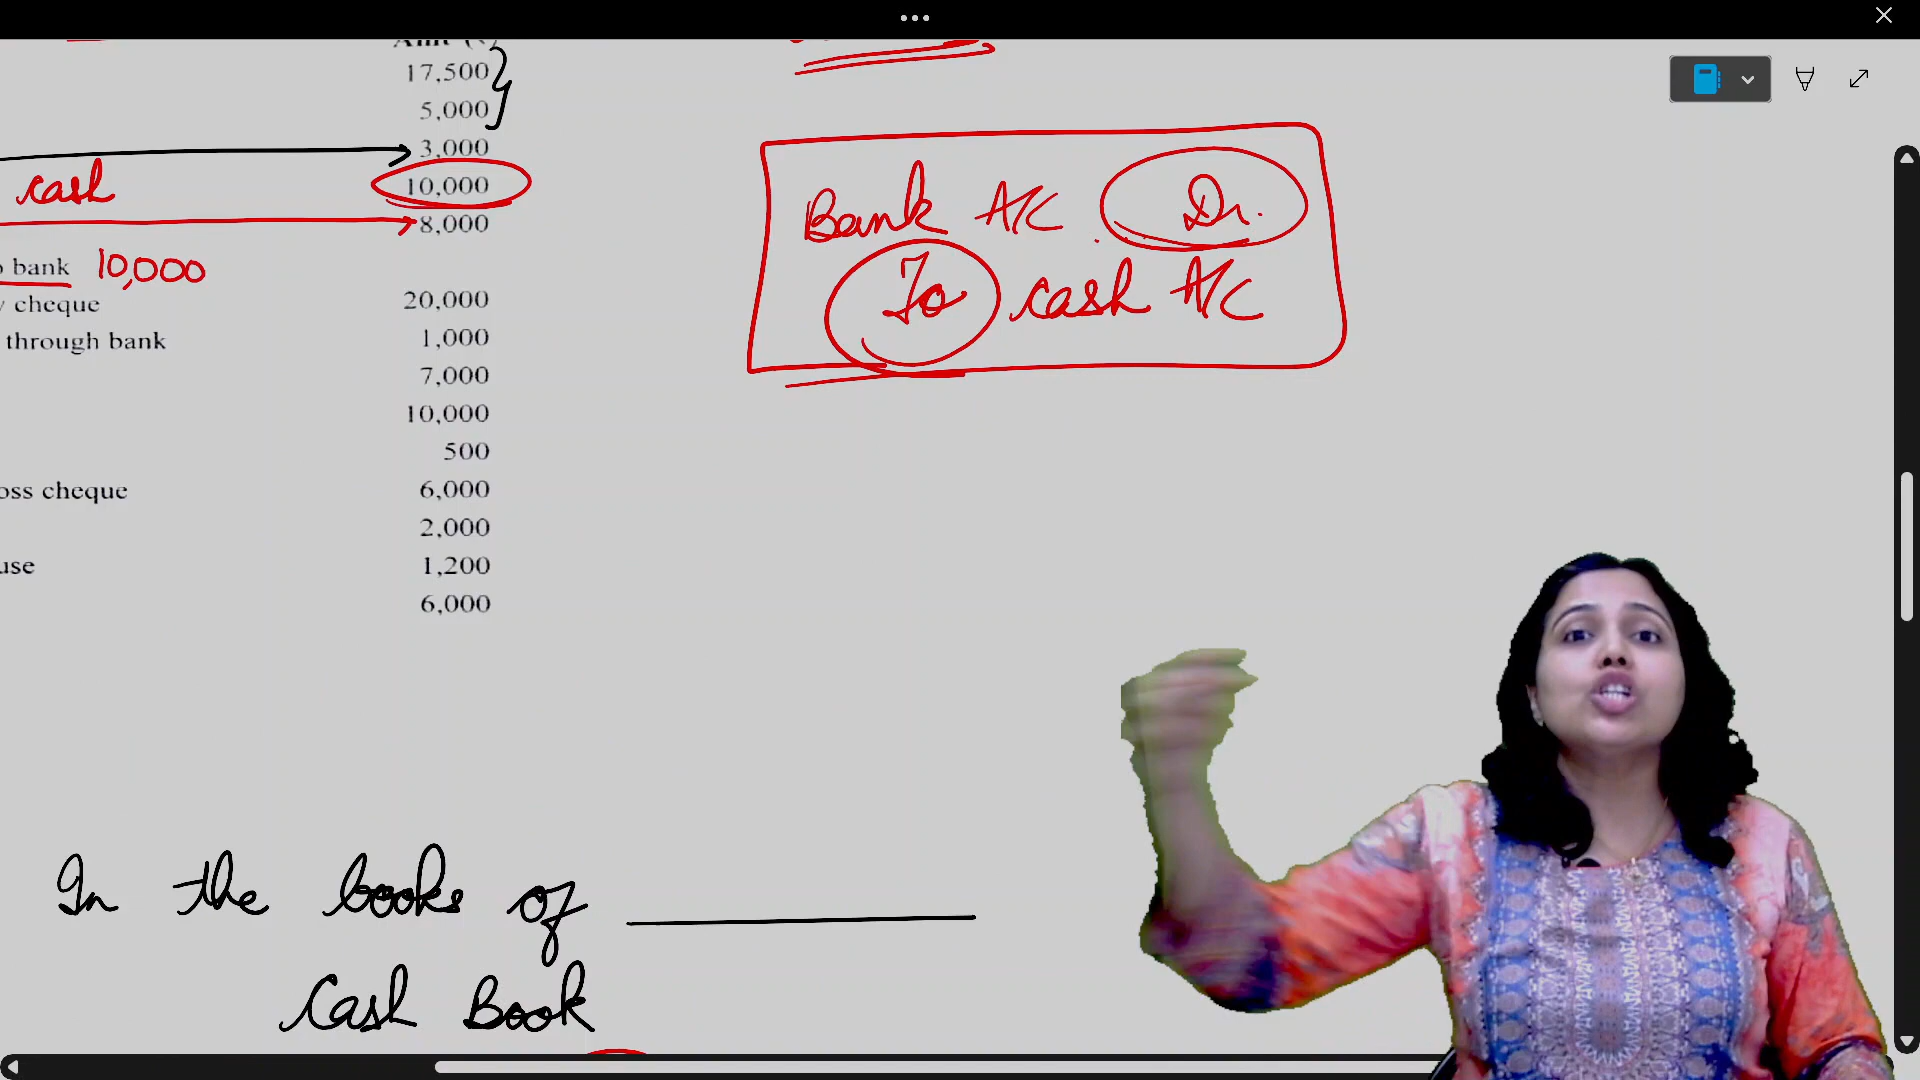 17,500
5,000
3,000
cash 10,000
8,000
bank 10,000
cheque 20,000
through bank 1,000
7,000
10,000
500
oss cheque 6,000
2,000
use 1,200
6,000
Bank A/C Dr.
To cash A/C
In the books of
Cash Book